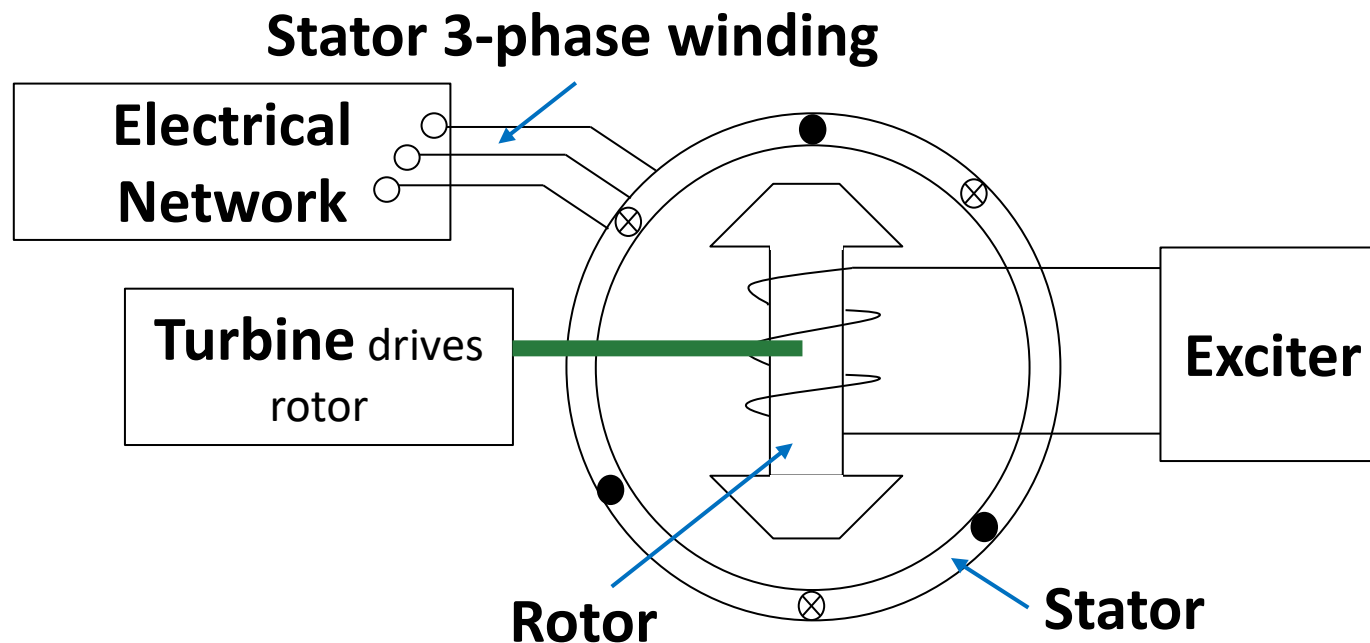 Stator 3-phase winding
Electrical
Network
Turbine drives
rotor
Exciter
Rotor
Stator